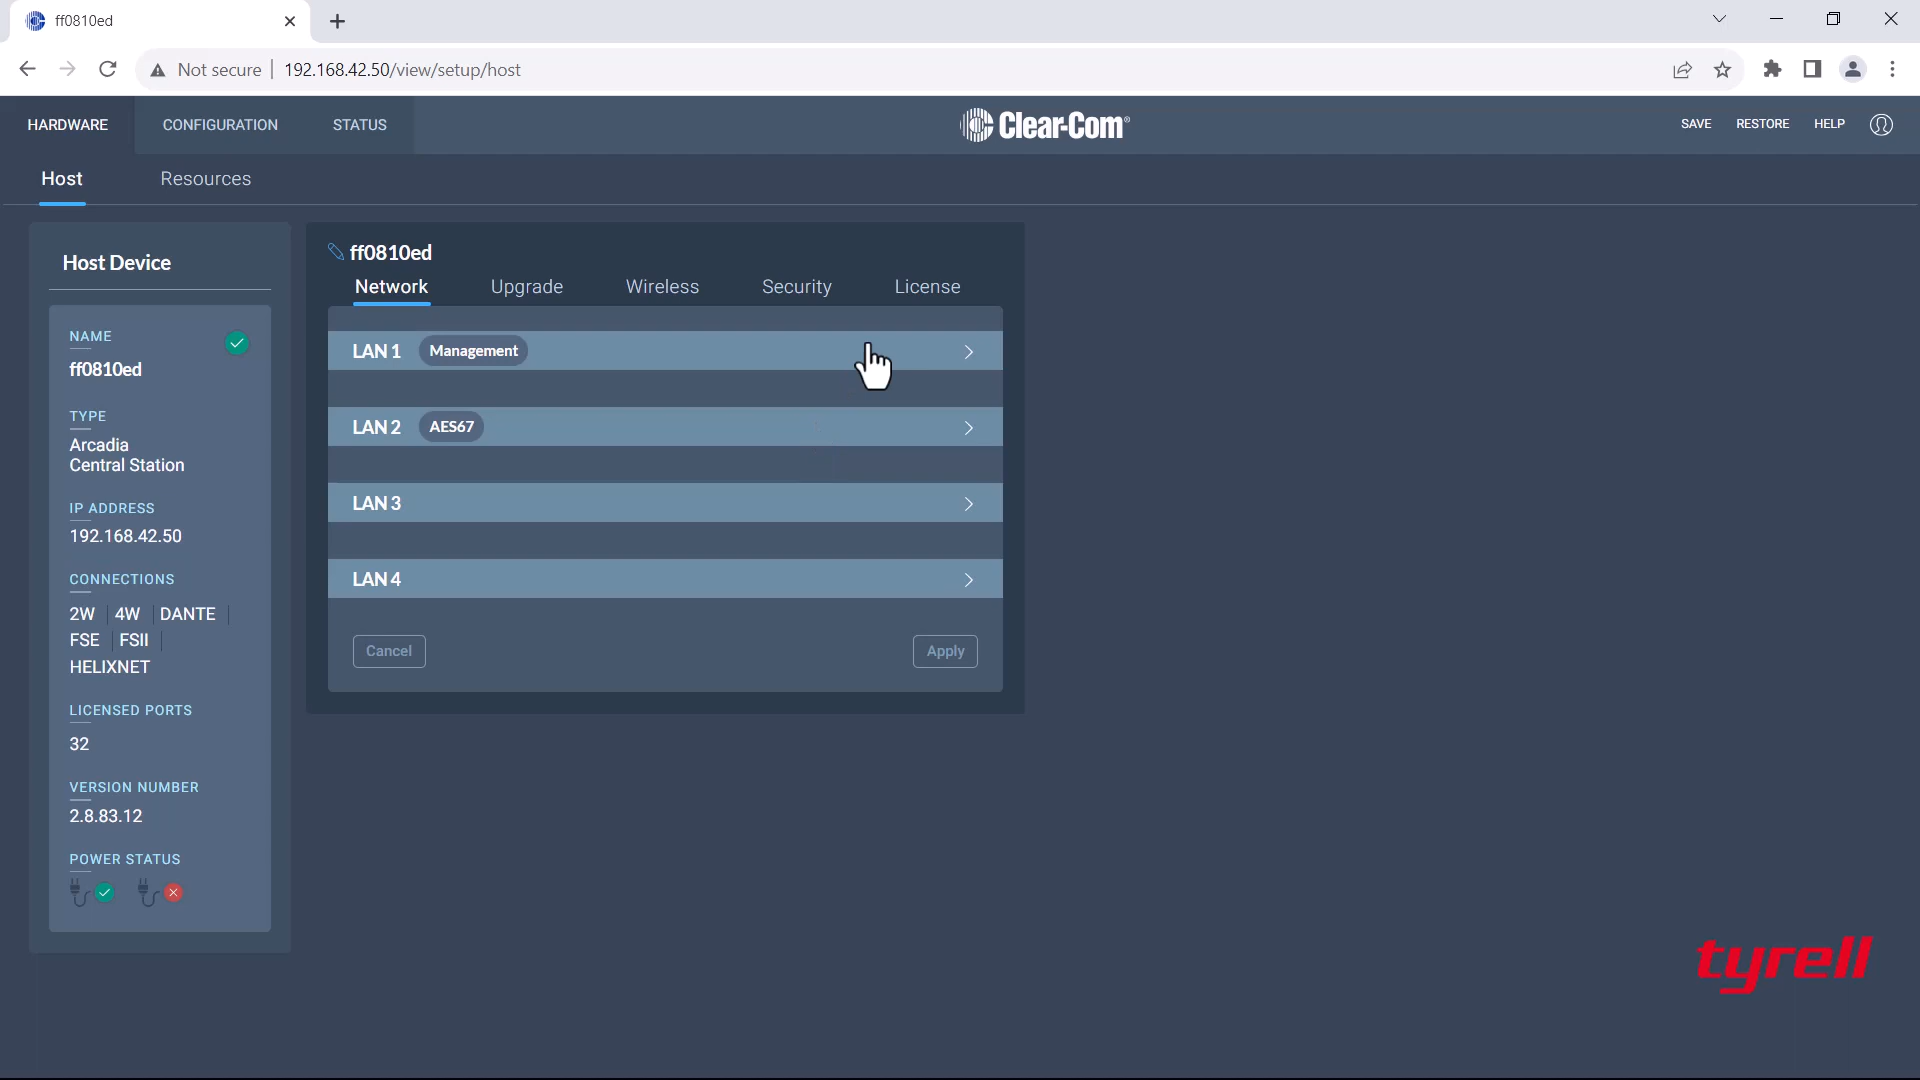 ff0810ed
Not secure
192.168.42.50/view/setup/host
HARDWARE
CONFIGURATION
STATUS
Clear-Com®
SAVE
RESTORE
HELP
Host
Resources
Host Device
NAME
ff0810ed
TYPE
Arcadia
Central Station
IP ADDRESS
192.168.42.50
CONNECTIONS
2W 4W DANTE
FSE FSII
HELIXNET
LICENSED PORTS
32
VERSION NUMBER
2.8.83.12
POWER STATUS
ff0810ed
Network
Upgrade
Wireless
Security
License
LAN 1 Management
LAN 2 AES67
LAN 3
LAN 4
Cancel
Apply
tyrell